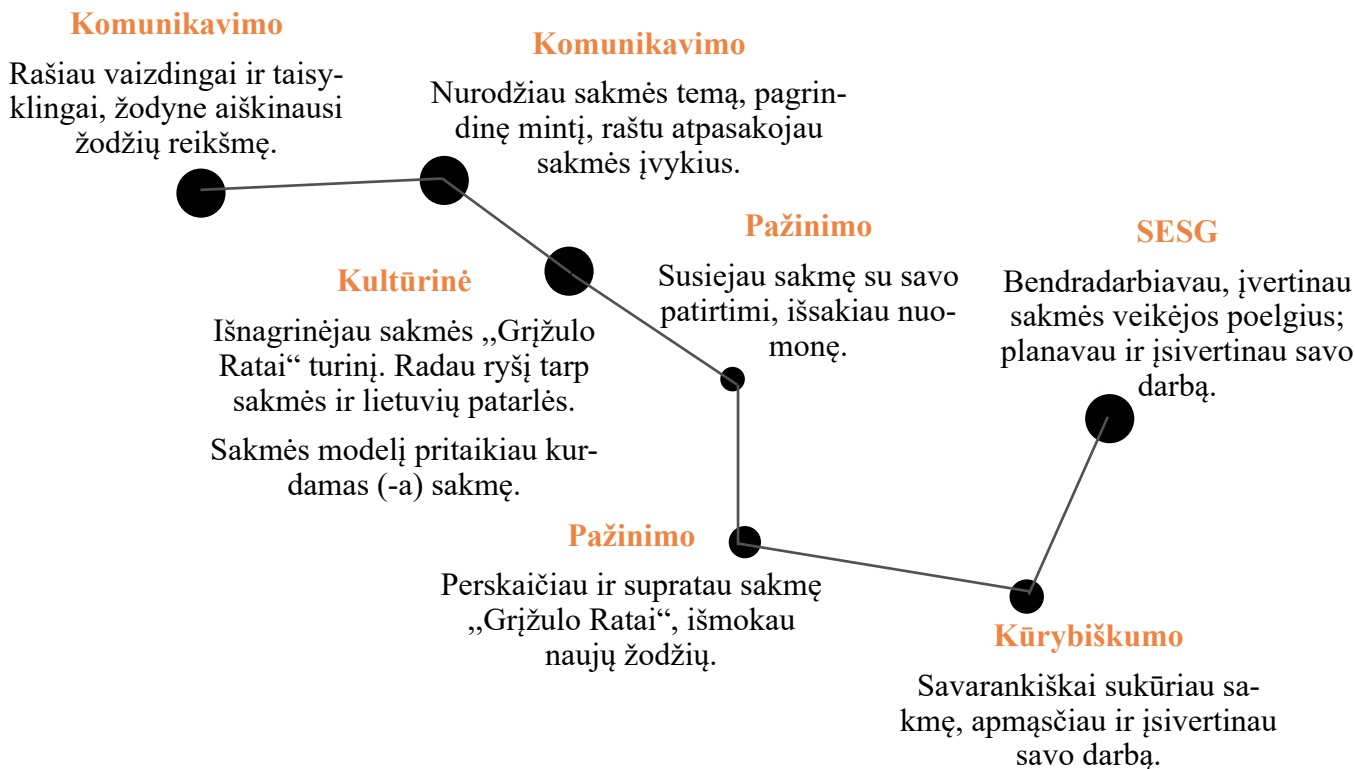 Komunikavimo
Rašiau vaizdingai ir taisy-
klingai, žodyne aiškinausi
žodžių reikšmę.
Komunikavimo
Nurodžiau sakmės temą, pagrin-
dinę mintį, raštu atpasakojau
sakmės įvykius.
Kultūrinė
Išnagrinėjau sakmės „Grįžulo
Ratai“ turinį. Radau ryšį tarp
sakmės ir lietuvių patarlės.
Sakmės modelį pritaikiau kur-
damas (-a) sakmę.
Pažinimo
Susiejau sakmę su savo
patirtimi, išsakiau nuo-
monę.
SESG
Bendradarbiavau, įvertinau
sakmės veikėjos poelgius;
planavau ir įsivertinau savo
darbą.
Pažinimo
Perskaičiau ir supratau sakmę
„Grįžulo Ratai“, išmokau
naujų žodžių.
Kūrybiškumo
Savarankiškai sukūriau sa-
kmę, apmąsčiau ir įsivertinau
savo darbą.